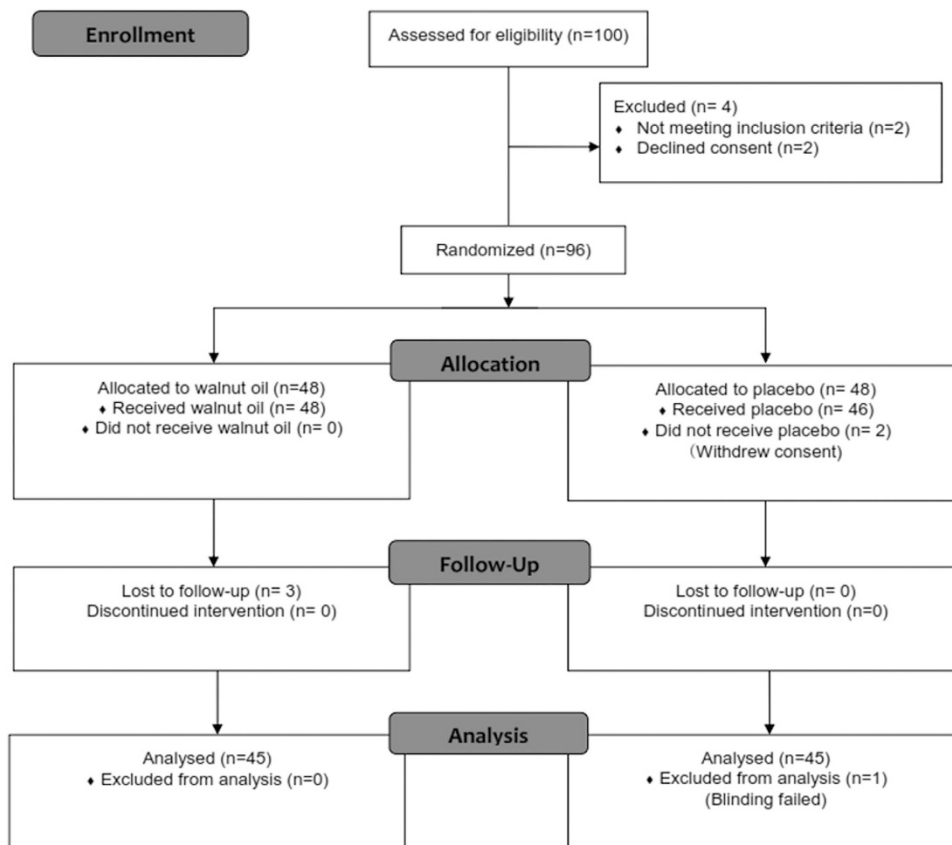 Enrollment
Assessed for eligibility (n=100)
Excluded (n= 4)
♦ Not meeting inclusion criteria (n=2)
♦ Declined consent (n=2)
Randomized (n=96)
Allocation
Allocated to walnut oil (n=48)
♦ Received walnut oil (n= 48)
♦ Did not receive walnut oil (n= 0)
Allocated to placebo (n= 48)
♦ Received placebo (n= 46)
♦ Did not receive placebo (n= 2)
(Withdrew consent)
Follow-Up
Lost to follow-up (n= 3)
Discontinued intervention (n= 0)
Lost to follow-up (n= 0)
Discontinued intervention (n=0)
Analysis
Analysed (n=45)
♦ Excluded from analysis (n=0)
Analysed (n=45)
♦ Excluded from analysis (n=1)
(Blinding failed)